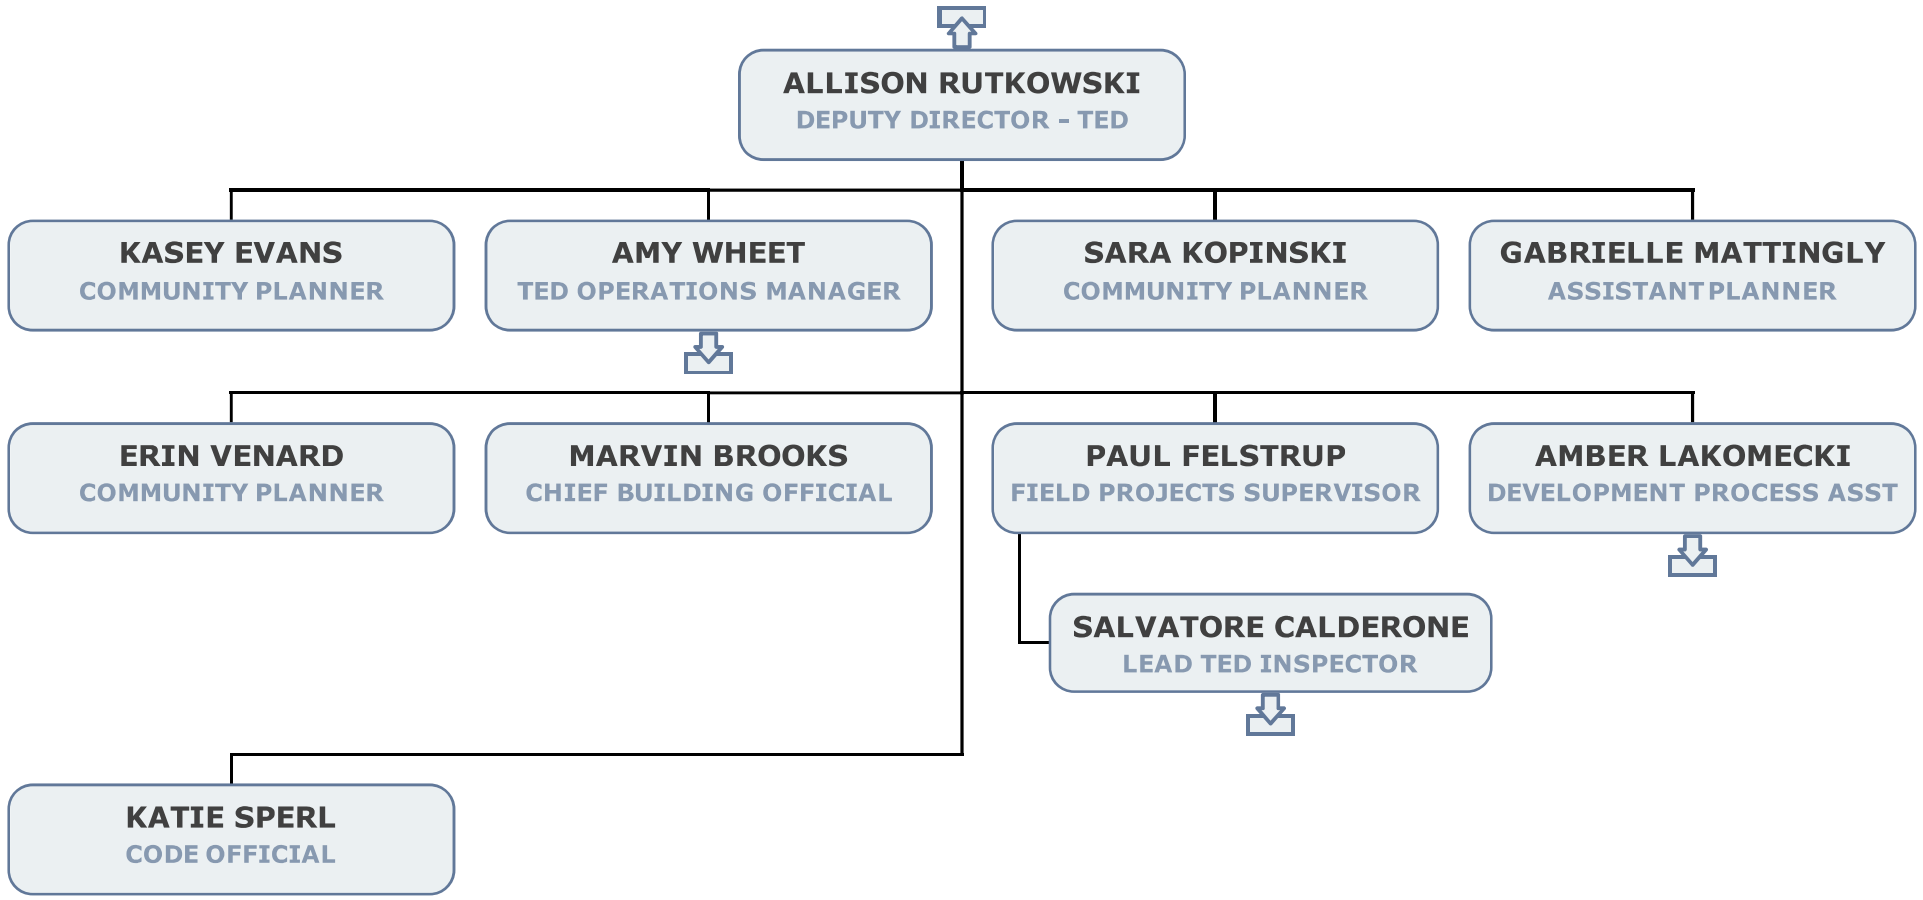 ALLISON RUTKOWSKI
DEPUTY DIRECTOR – TED
KASEY EVANS
COMMUNITY PLANNER
AMY WHEET
TED OPERATIONS MANAGER
SARA KOPINSKI
COMMUNITY PLANNER
GABRIELLE MATTINGLY
ASSISTANT PLANNER
ERIN VENARD
COMMUNITY PLANNER
MARVIN BROOKS
CHIEF BUILDING OFFICIAL
PAUL FELSTRUP
FIELD PROJECTS SUPERVISOR
AMBER LAKOMECKI
DEVELOPMENT PROCESS ASST
SALVATORE CALDERONE
LEAD TED INSPECTOR
KATIE SPERL
CODE OFFICIAL